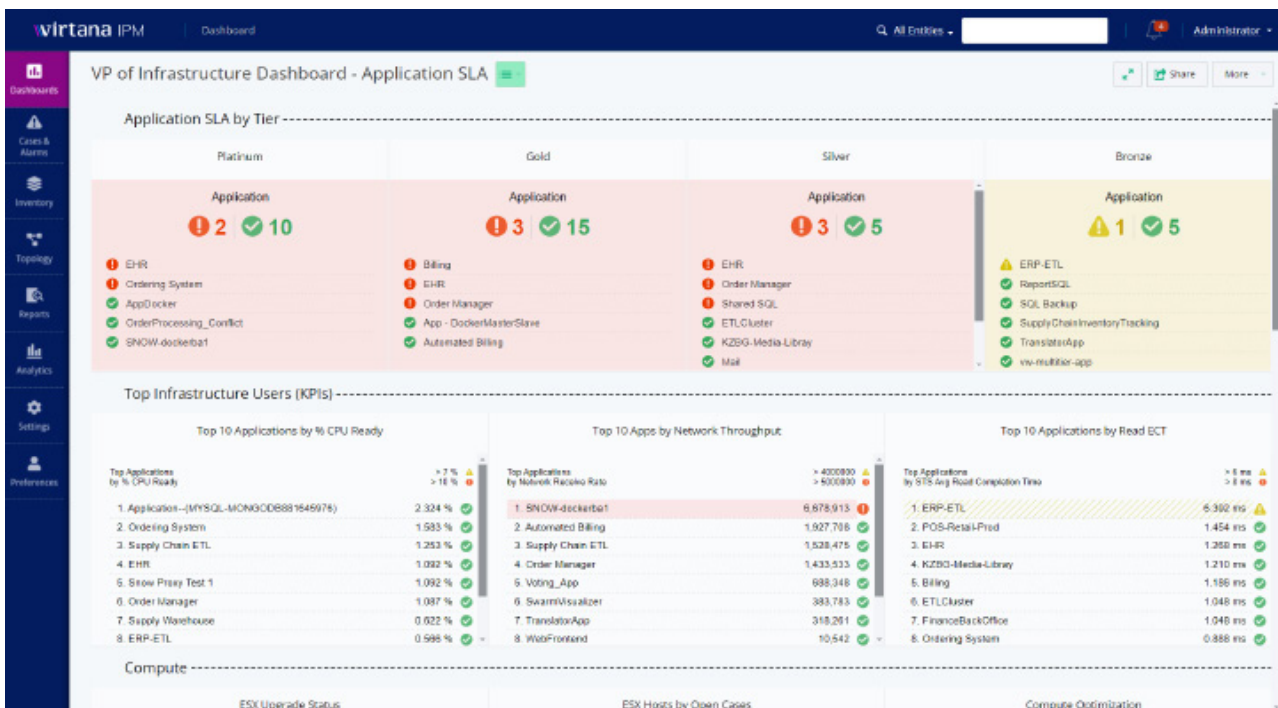 virtana IPM
Dashboard
All Entities
4
Administrator
Dashboards
Cases & Alarms
Inventory
Topology
Reports
Analytics
Settings
Preferences
VP of Infrastructure Dashboard - Application SLA
Share
More
Application SLA by Tier
Platinum
Application
2 10
EHR
Ordering System
AppDocker
OrderProcessing_Conflict
SNOW-dockerba1
Gold
Application
3 15
Billing
EHR
Order Manager
App - DockerMasterSlave
Automated Billing
Silver
Application
3 5
EHR
Order Manager
Shared SQL
ETLCluster
KZBG-Media-Libray
Mail
Bronze
Application
1 5
ERP-ETL
ReportSQL
SQL Backup
SupplyChainInventoryTracking
TranslatorApp
vw-multitier-app
Top Infrastructure Users (KPIs)
Top 10 Applications by % CPU Ready
Top Applications > 7 %
by % CPU Ready > 10 %
1. Application--(MYSQL-MONGODB881645976) 2.324 %
2. Ordering System 1.583 %
3. Supply Chain ETL 1.253 %
4. EHR 1.092 %
5. Snow Proxy Test 1 1.092 %
6. Order Manager 1.087 %
7. Supply Warehouse 0.622 %
8. ERP-ETL 0.566 %
Top 10 Apps by Network Throughput
Top Applications > 4000000
by Network Receive Rate > 5000000
1. SNOW-dockerba1 6,678,913
2. Automated Billing 1,927,706
3. Supply Chain ETL 1,528,475
4. Order Manager 1,433,533
5. Voting_App 688,348
6. SwarmVisualizer 383,783
7. TranslatorApp 318,261
8. WebFrontend 10,542
Top 10 Applications by Read ECT
Top Applications > 6 ms
by STS Avg Read Completion Time > 8 ms
1. ERP-ETL 6.392 ms
2. POS-Retail-Prod 1.454 ms
3. EHR 1.268 ms
4. KZBG-Media-Libray 1.210 ms
5. Billing 1.186 ms
6. ETLCluster 1.048 ms
7. FinanceBackOffice 1.048 ms
8. Ordering System 0.888 ms
Compute
ESX Upgrade Status
ESX Hosts by Open Cases
Compute Optimization